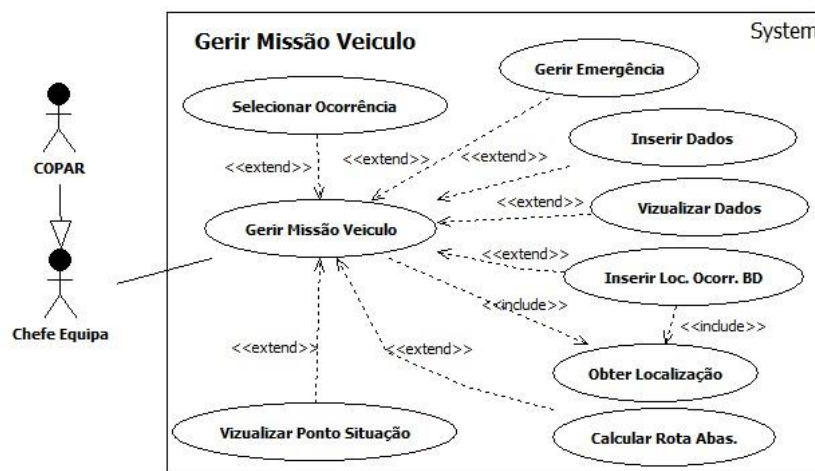 System
Gerir Missão Veiculo
Gerir Emergência
Selecionar Ocorrência
Inserir Dados
<<extend>>
<<extend>>
<<extend>>
COPAR
Vizualizar Dados
<<extend>>
Gerir Missão Veiculo
<<extend>>
Inserir Loc. Ocorr. BD
<<include>>
<<include>>
Chefe Equipa
<<extend>>
<<extend>>
Obter Localização
Vizualizar Ponto Situação
Calcular Rota Abas.